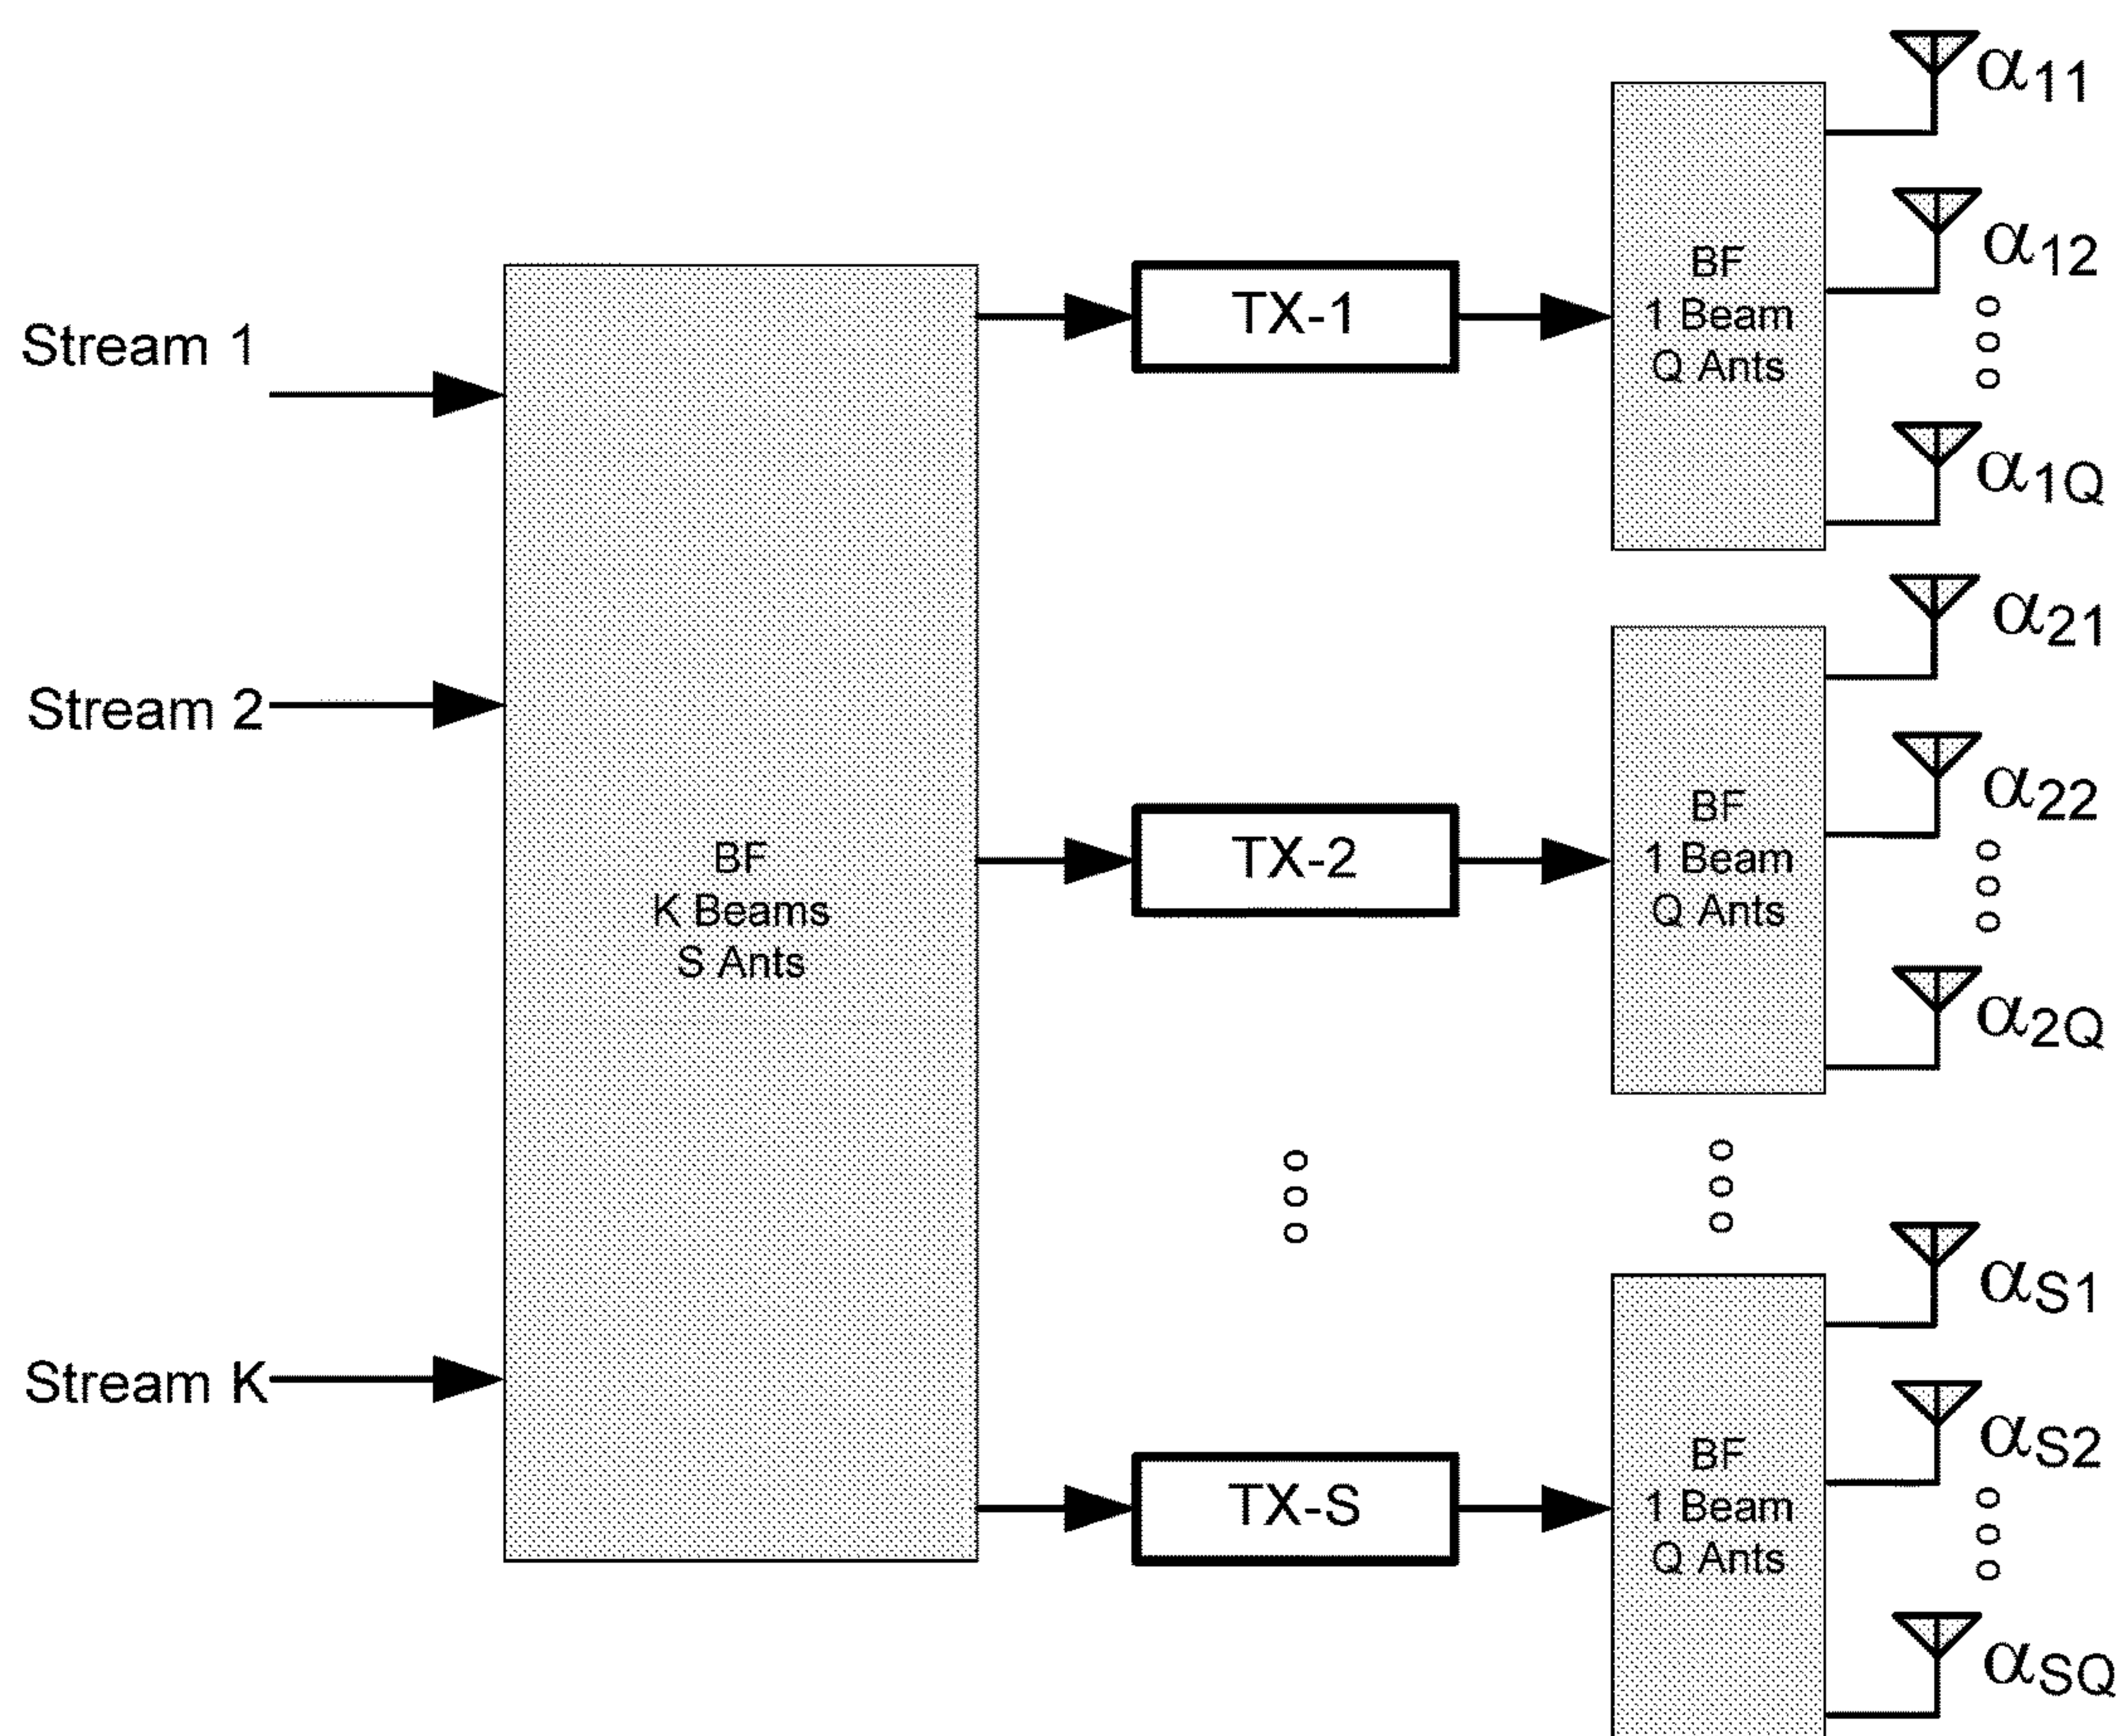 Stream 1
Stream 2
Stream K
BF
K Beams
S Ants
TX-1
TX-2
TX-S
BF
1 Beam
Q Ants
α11
α12
α1Q
BF
1 Beam
Q Ants
α21
α22
α2Q
BF
1 Beam
Q Ants
αS1
αS2
αSQ